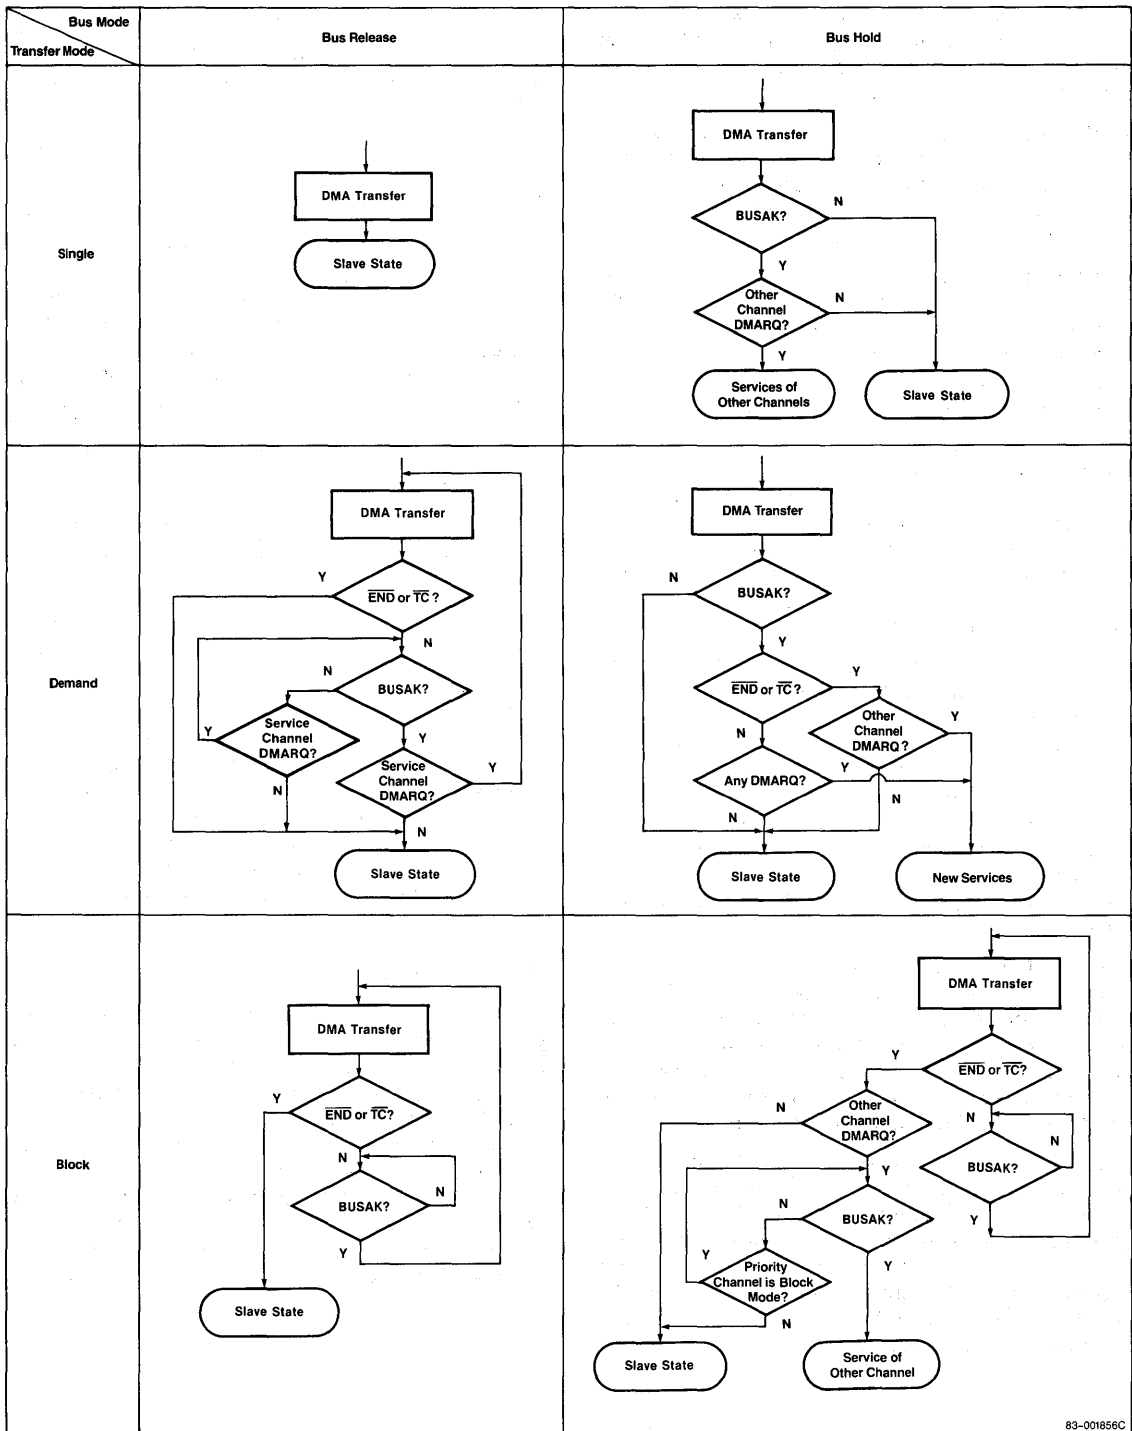 Bus Mode
Transfer Mode
Bus Release
Bus Hold
Single
DMA Transfer
Slave State
DMA Transfer
BUSAK?
N
Y
Other
Channel
DMARQ?
N
Y
Services of
Other Channels
Slave State
Demand
DMA Transfer
Y
END or TC ?
N
N
BUSAK?
Y
Service
Channel
DMARQ?
Y
N
Service
Channel
DMARQ?
Y
N
Slave State
DMA Transfer
N
BUSAK?
Y
END or TC ?
Y
N
Other
Channel
DMARQ ?
Y
Any DMARQ?
Y
N
N
Slave State
New Services
Block
DMA Transfer
Y
END or TC?
N
N
BUSAK?
Y
Slave State
DMA Transfer
Y
END or TC?
N
N
Other
Channel
DMARQ?
N
BUSAK?
Y
Y
N
BUSAK?
Y
Y
Priority
Channel is Block
Mode?
N
Slave State
Service of
Other Channel
83-001856C